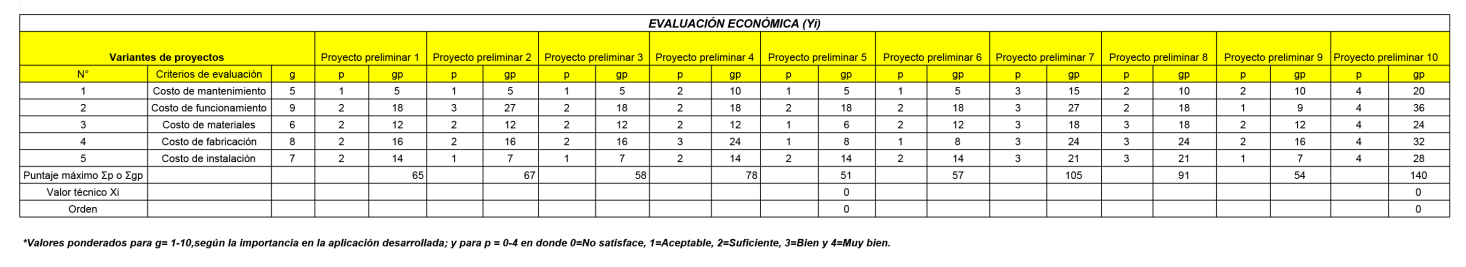 EVALUACIÓN ECONÓMICA (Yi)
Variantes de proyectos Proyecto preliminar 1 Proyecto preliminar 2 Proyecto preliminar 3 Proyecto preliminar 4 Proyecto preliminar 5 Proyecto preliminar 6 Proyecto preliminar 7 Proyecto preliminar 8 Proyecto preliminar 9 Proyecto preliminar 10
N° Criterios de evaluación g p gp p gp p gp p gp p gp p gp p gp p gp p gp p gp
1 Costo de mantenimiento 5 1 5 1 5 1 5 2 10 1 5 1 5 3 15 2 10 2 10 4 20
2 Costo de funcionamiento 9 2 18 3 27 2 18 2 18 2 18 2 18 3 27 2 18 1 9 4 36
3 Costo de materiales 6 2 12 2 12 2 12 2 12 1 6 2 12 3 18 3 18 2 12 4 24
4 Costo de fabricación 8 2 16 2 16 2 16 3 24 1 8 1 8 3 24 3 24 2 16 4 32
5 Costo de instalación 7 2 14 1 7 1 7 2 14 2 14 2 14 3 21 3 21 1 7 4 28
Puntaje máximo Σp o Σgp 65 67 58 78 51 57 105 91 54 140
Valor técnico Xi 0 0
Orden 0 0
*Valores ponderados para g= 1-10,según la importancia en la aplicación desarrollada; y para p = 0-4 en donde 0=No satisface, 1=Aceptable, 2=Suficiente, 3=Bien y 4=Muy bien.